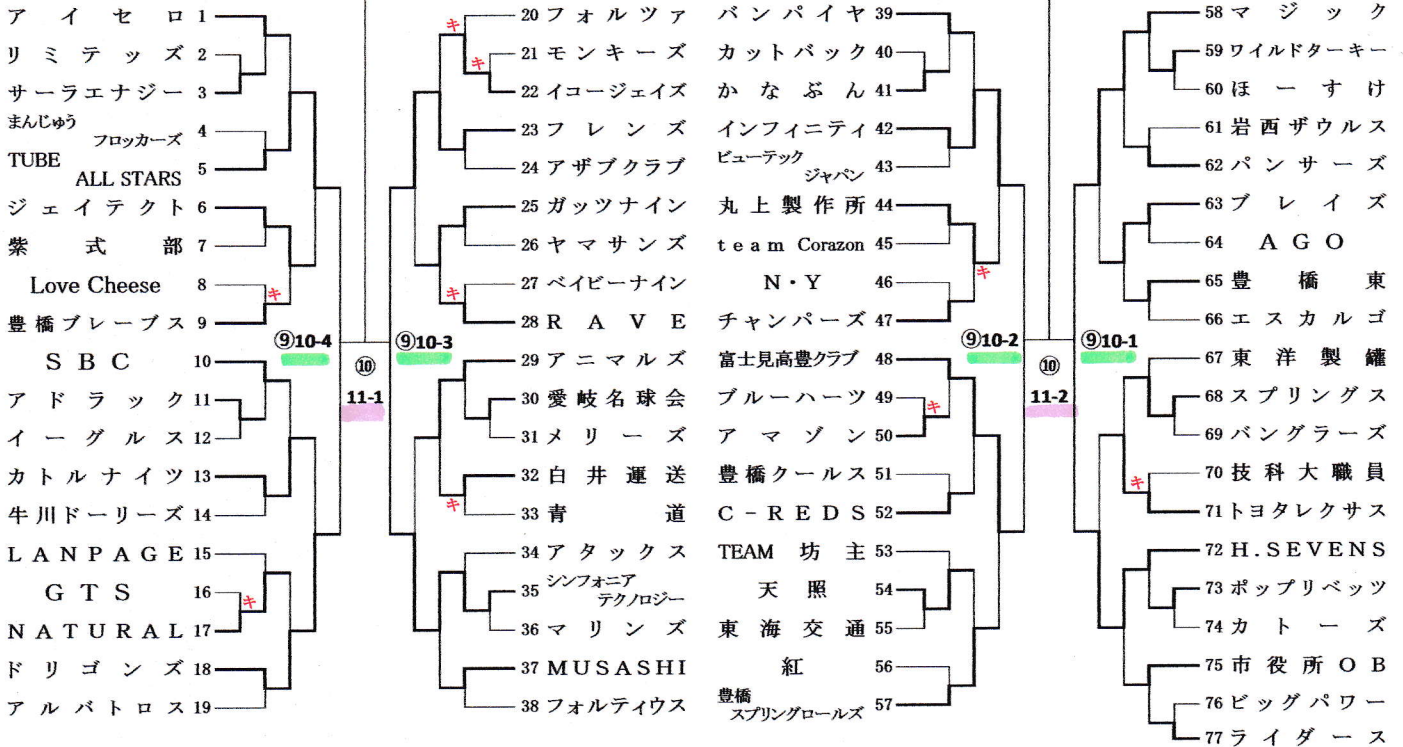 アイセロ 1
リミテッズ 2
サーラエナジー 3
まんじゅう
フロッカーズ 4
TUBE
ALL STARS 5
ジェイテクト 6
紫式部 7
Love Cheese 8
キ
豊橋ブレーブス 9
SBC 10
アドラック 11
イーグルス 12
カトルナイツ 13
牛川ドーリーズ 14
LANPAGE 15
GTS 16
キ
NATURAL 17
ドリゴンズ 18
アルバトロス 19
⑨10-4
⑩
11-1
⑨10-3
キ
20 フォルツァ
21 モンキーズ
キ
22 イコージェイズ
23 フレンズ
24 アザブクラブ
25 ガッツナイン
26 ヤマサンズ
27 ベイビーナイン
キ
28 RAVE
29 アニマルズ
30 愛岐名球会
31 メリーズ
32 白井運送
キ
33 青道
34 アタックス
35 シンフォニア
テクノロジー
36 マリンズ
37 MUSASHI
38 フォルティウス
バンパイヤ 39
カットバック 40
かなぶん 41
インフィニティ 42
ビューテック
ジャパン 43
丸上製作所 44
team Corazon 45
キ
N・Y 46
チャンパーズ 47
富士見高豊クラブ 48
ブルーハーツ 49
キ
アマゾン 50
豊橋クールス 51
C-REDS 52
TEAM 坊主 53
天照 54
東海交通 55
紅 56
豊橋
スプリングロールズ 57
⑨10-2
⑩
11-2
⑨10-1
58 マジック
59 ワイルドターキー
60 ほーすけ
61 岩西ザウルス
62 パンサーズ
63 ブレイズ
64 AGO
65 豊橋東
66 エスカルゴ
67 東洋製罐
68 スプリングス
69 バングラーズ
70 技科大職員
キ
71 トヨタレクサス
72 H.SEVENS
73 ポップリベッツ
74 カトーズ
75 市役所OB
76 ビッグパワー
77 ライダース